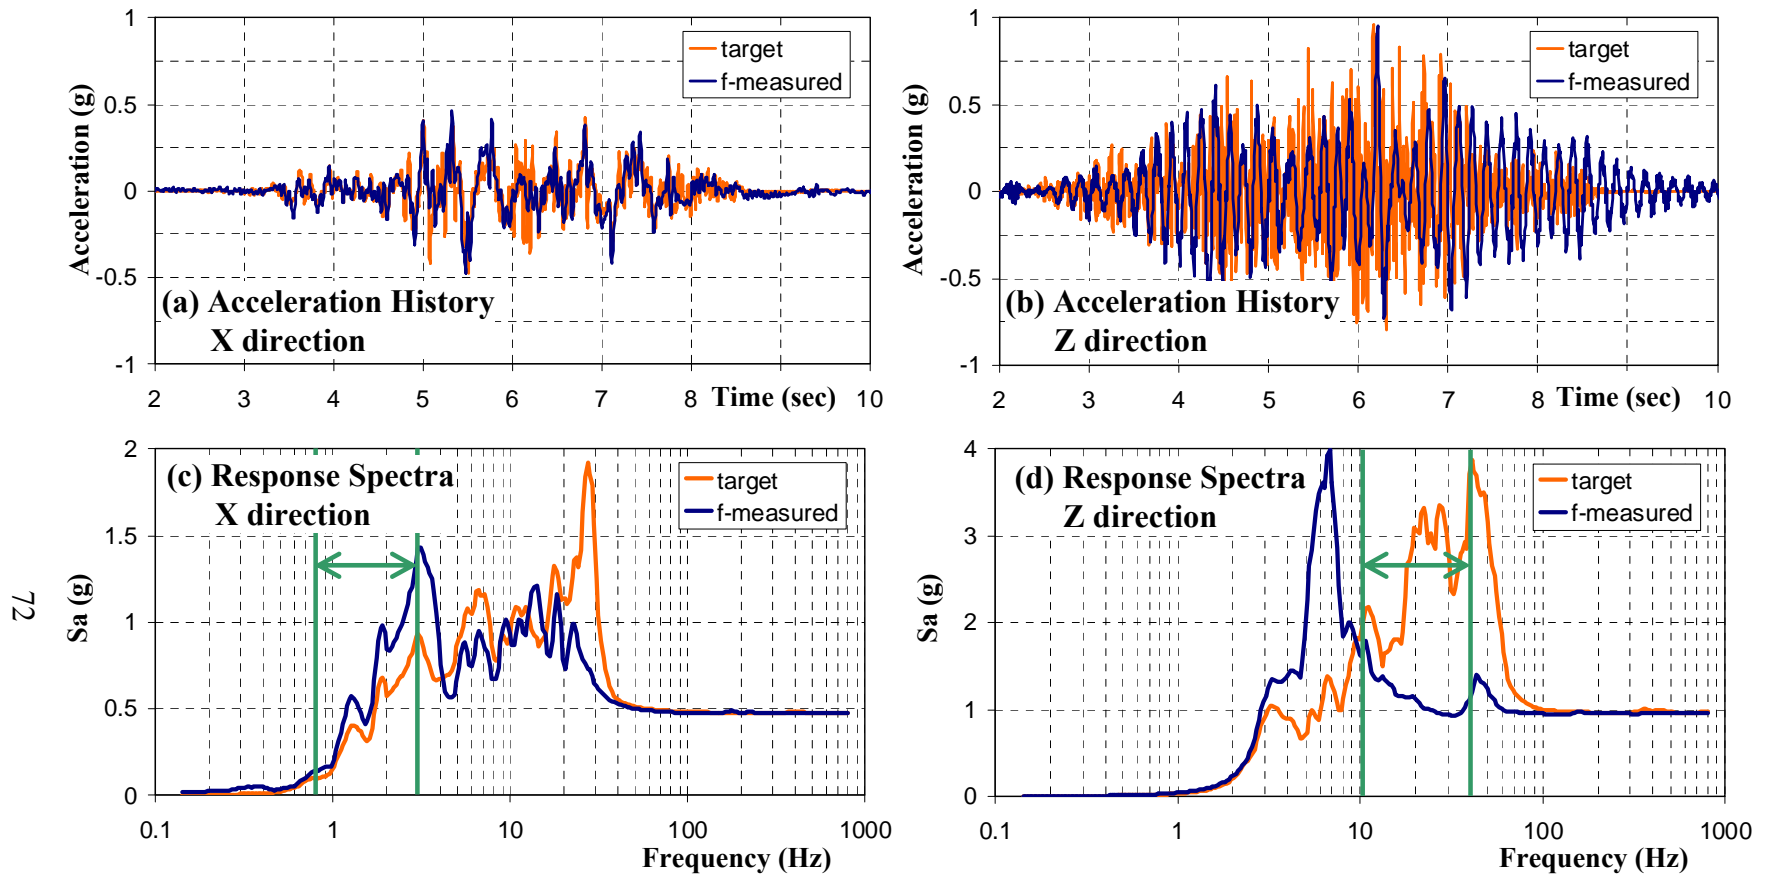 1
0.5
0
-0.5
-1
Acceleration (g)
target
f-measured
(a) Acceleration History
X direction
2
3
4
5
6
7
8
Time (sec)
10
1
0.5
0
-0.5
-1
Acceleration (g)
target
f-measured
(b) Acceleration History
Z direction
2
3
4
5
6
7
8
Time (sec)
10
72
2
1.5
1
0.5
0
Sa (g)
(c) Response Spectra
X direction
target
f-measured
0.1
1
10
100
1000
Frequency (Hz)
4
3
2
1
0
Sa (g)
(d) Response Spectra
Z direction
target
f-measured
0.1
1
10
100
1000
Frequency (Hz)